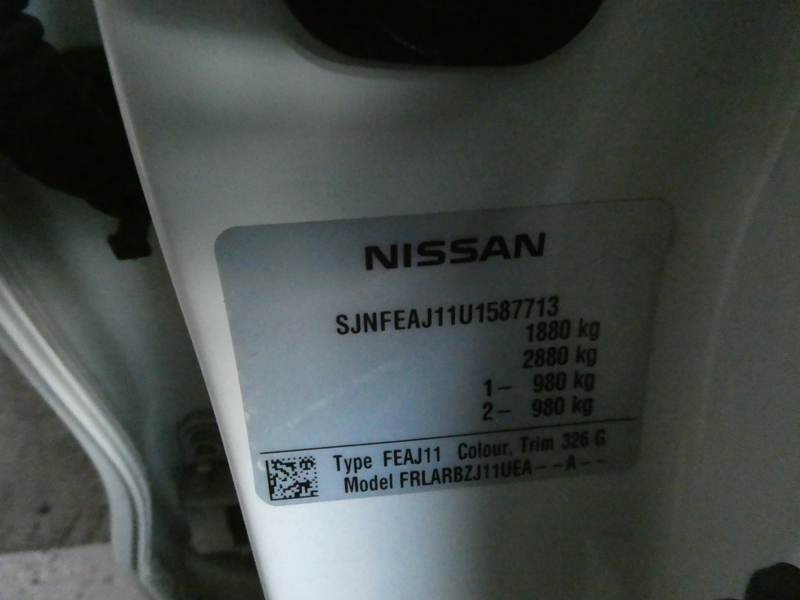 NISSAN
SJNFEAJ11U1587713
1880 kg
2880 kg
1– 980 kg
2– 980 kg
Type FEAJ11 Colour, Trim 326 G
Model FRLARBZJ11UEA--A--